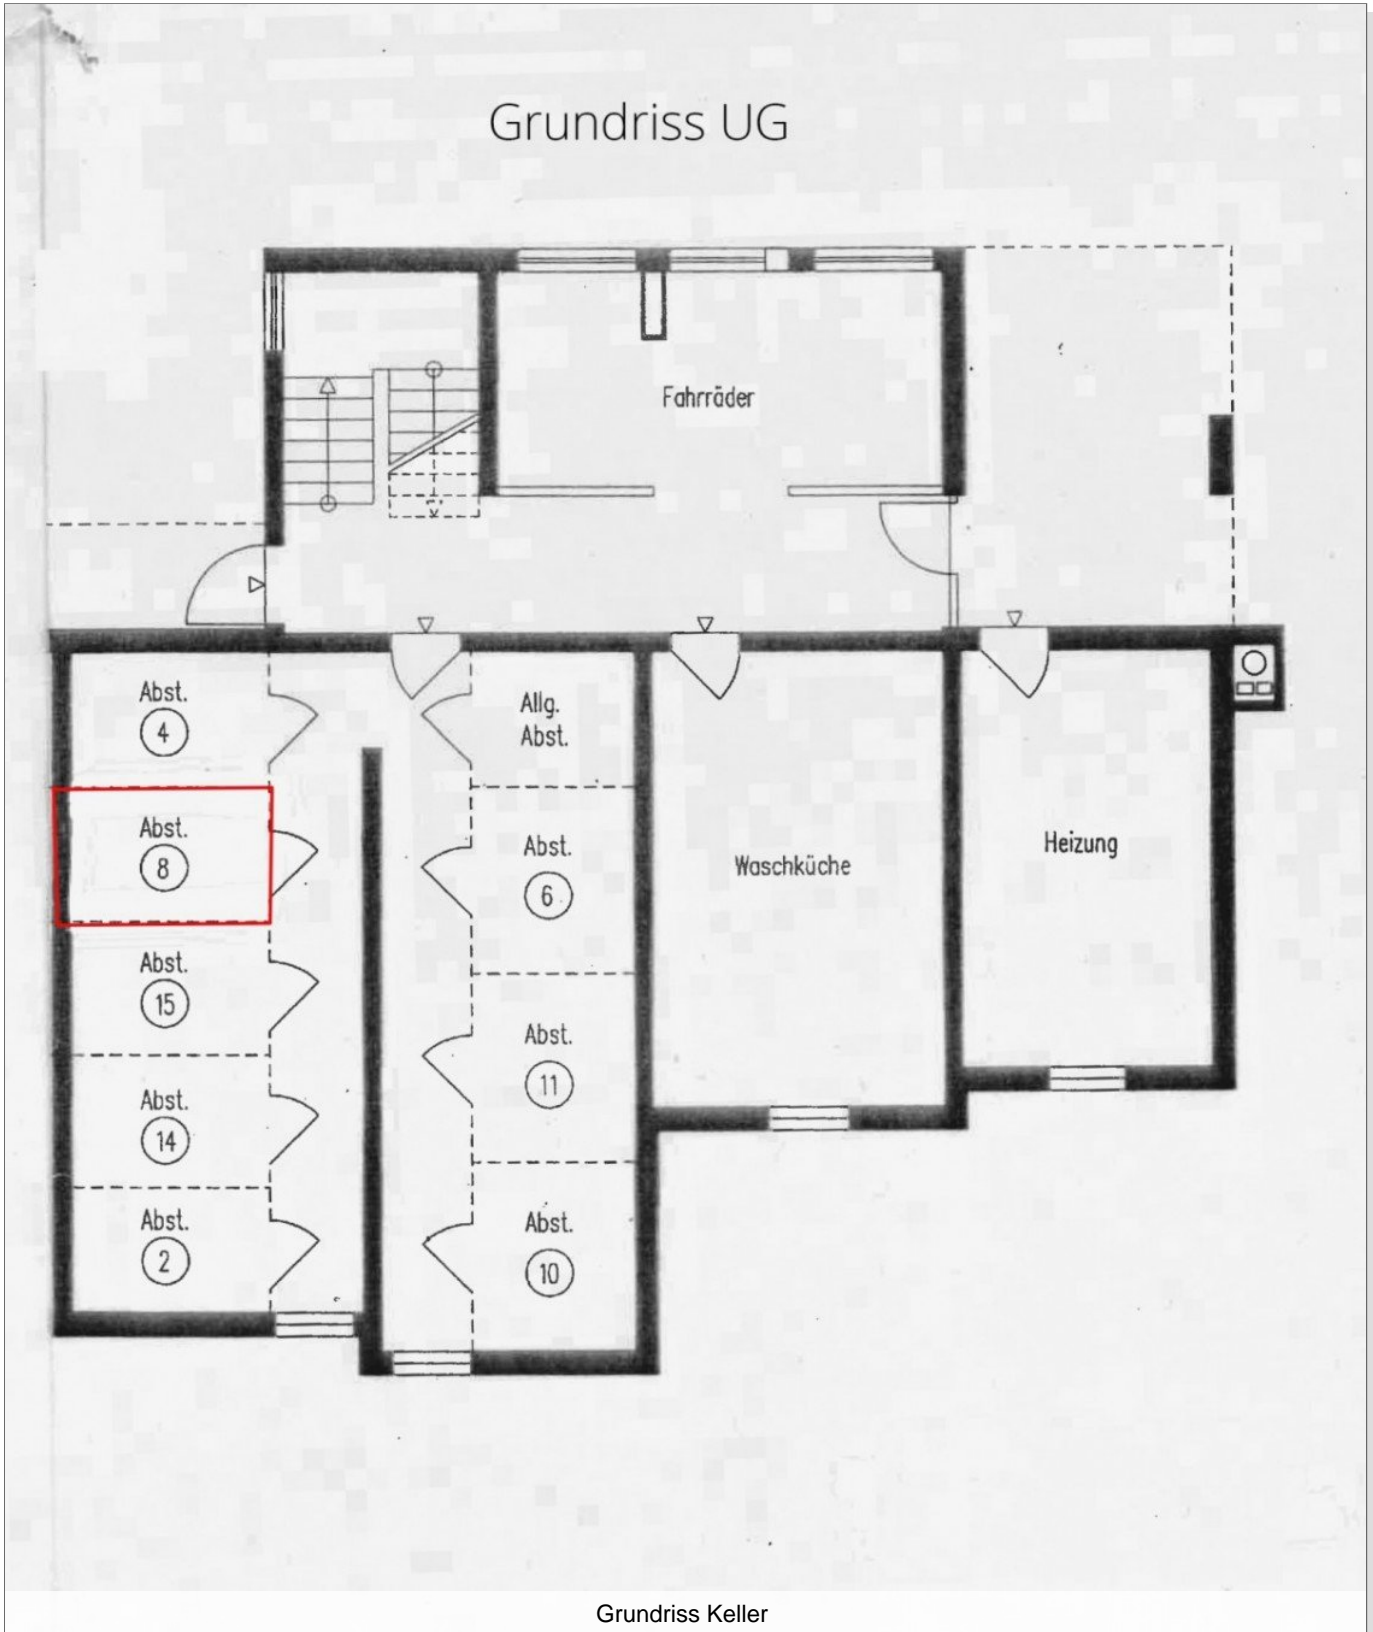 Grundriss UG
Fahrräder
Abst.
4
Allg.
Abst.
Abst.
8
Abst.
6
Waschküche
Heizung
Abst.
15
Abst.
11
Abst.
14
Abst.
2
Abst.
10
Grundriss Keller